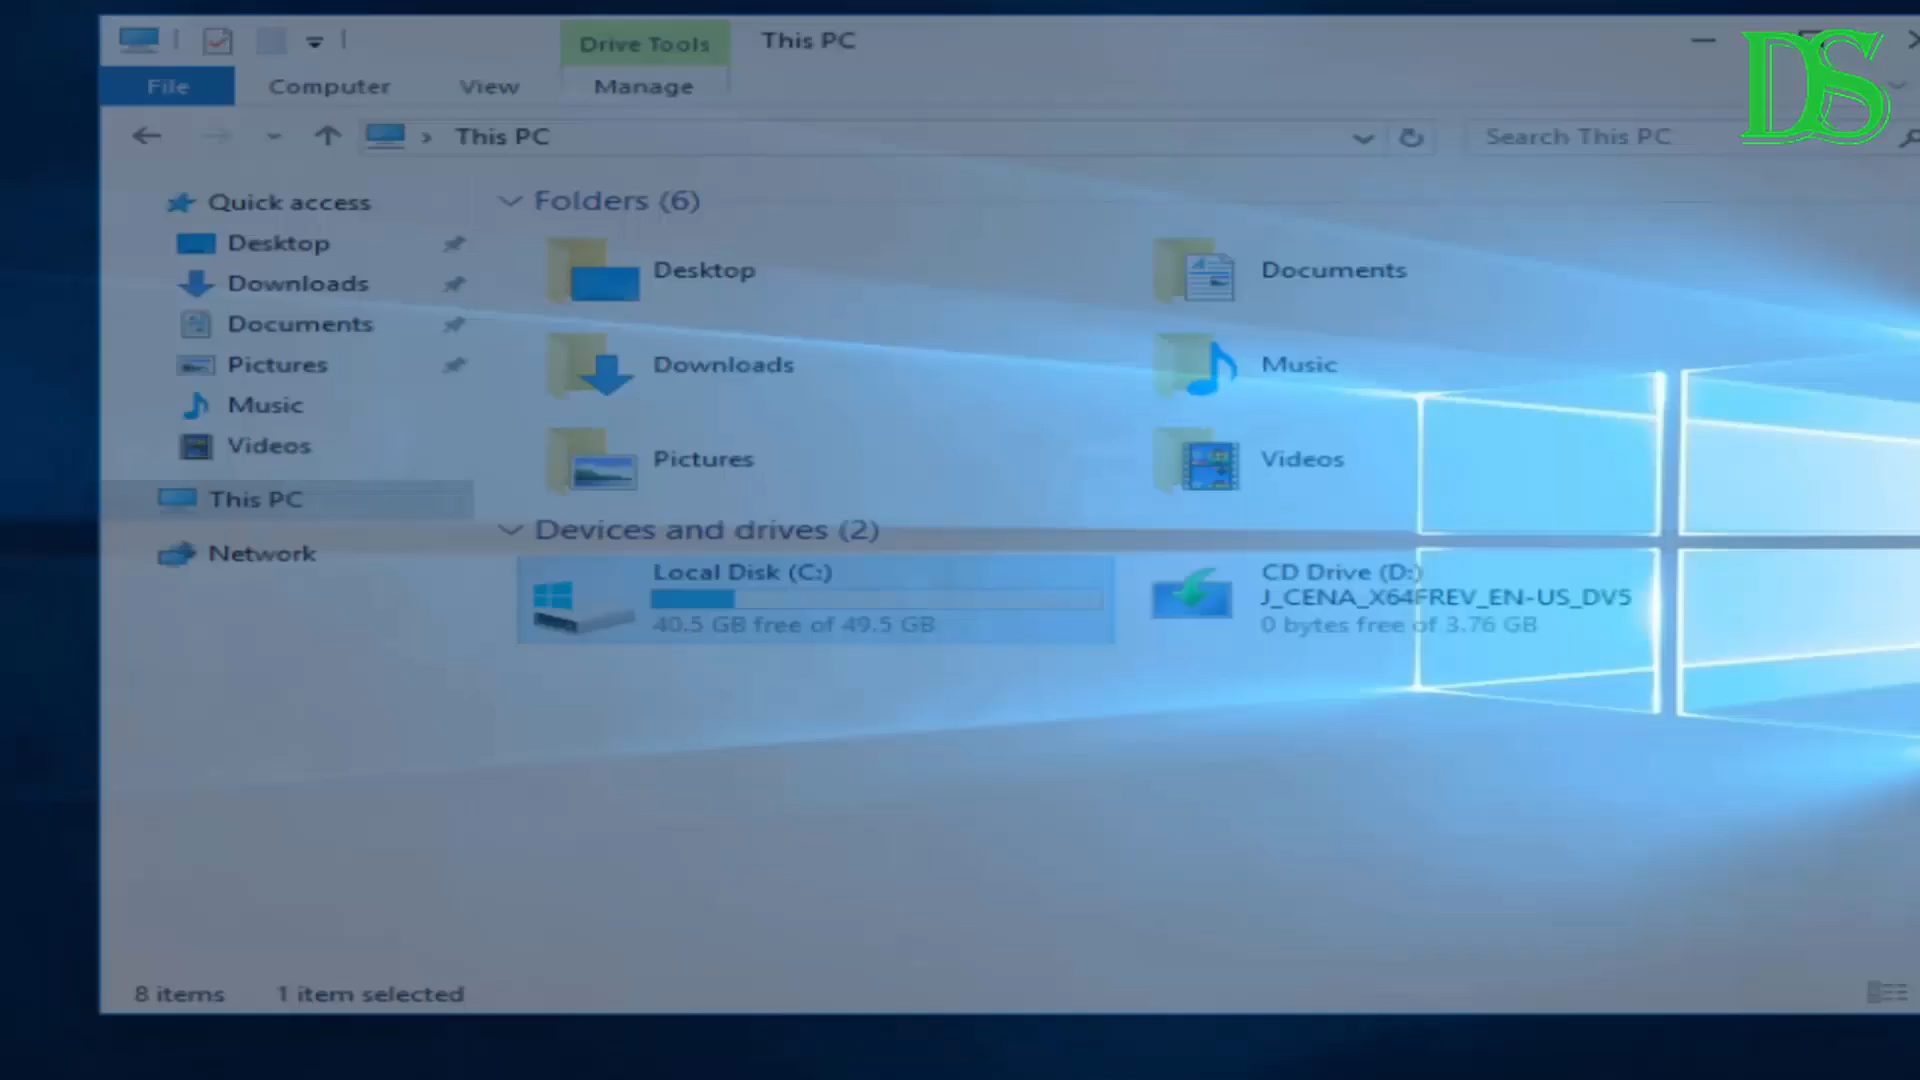 Drive Tools
This PC
DS
File
Computer
View
Manage
This PC
Search This PC
Quick access
Desktop
Downloads
Documents
Pictures
Music
Videos
This PC
Network
Folders (6)
Desktop
Documents
Downloads
Music
Pictures
Videos
Devices and drives (2)
Local Disk (C:)
40.5 GB free of 49.5 GB
CD Drive (D:)
J_CENA_X64FREV_EN-US_DV5
0 bytes free of 3.76 GB
8 items
1 item selected